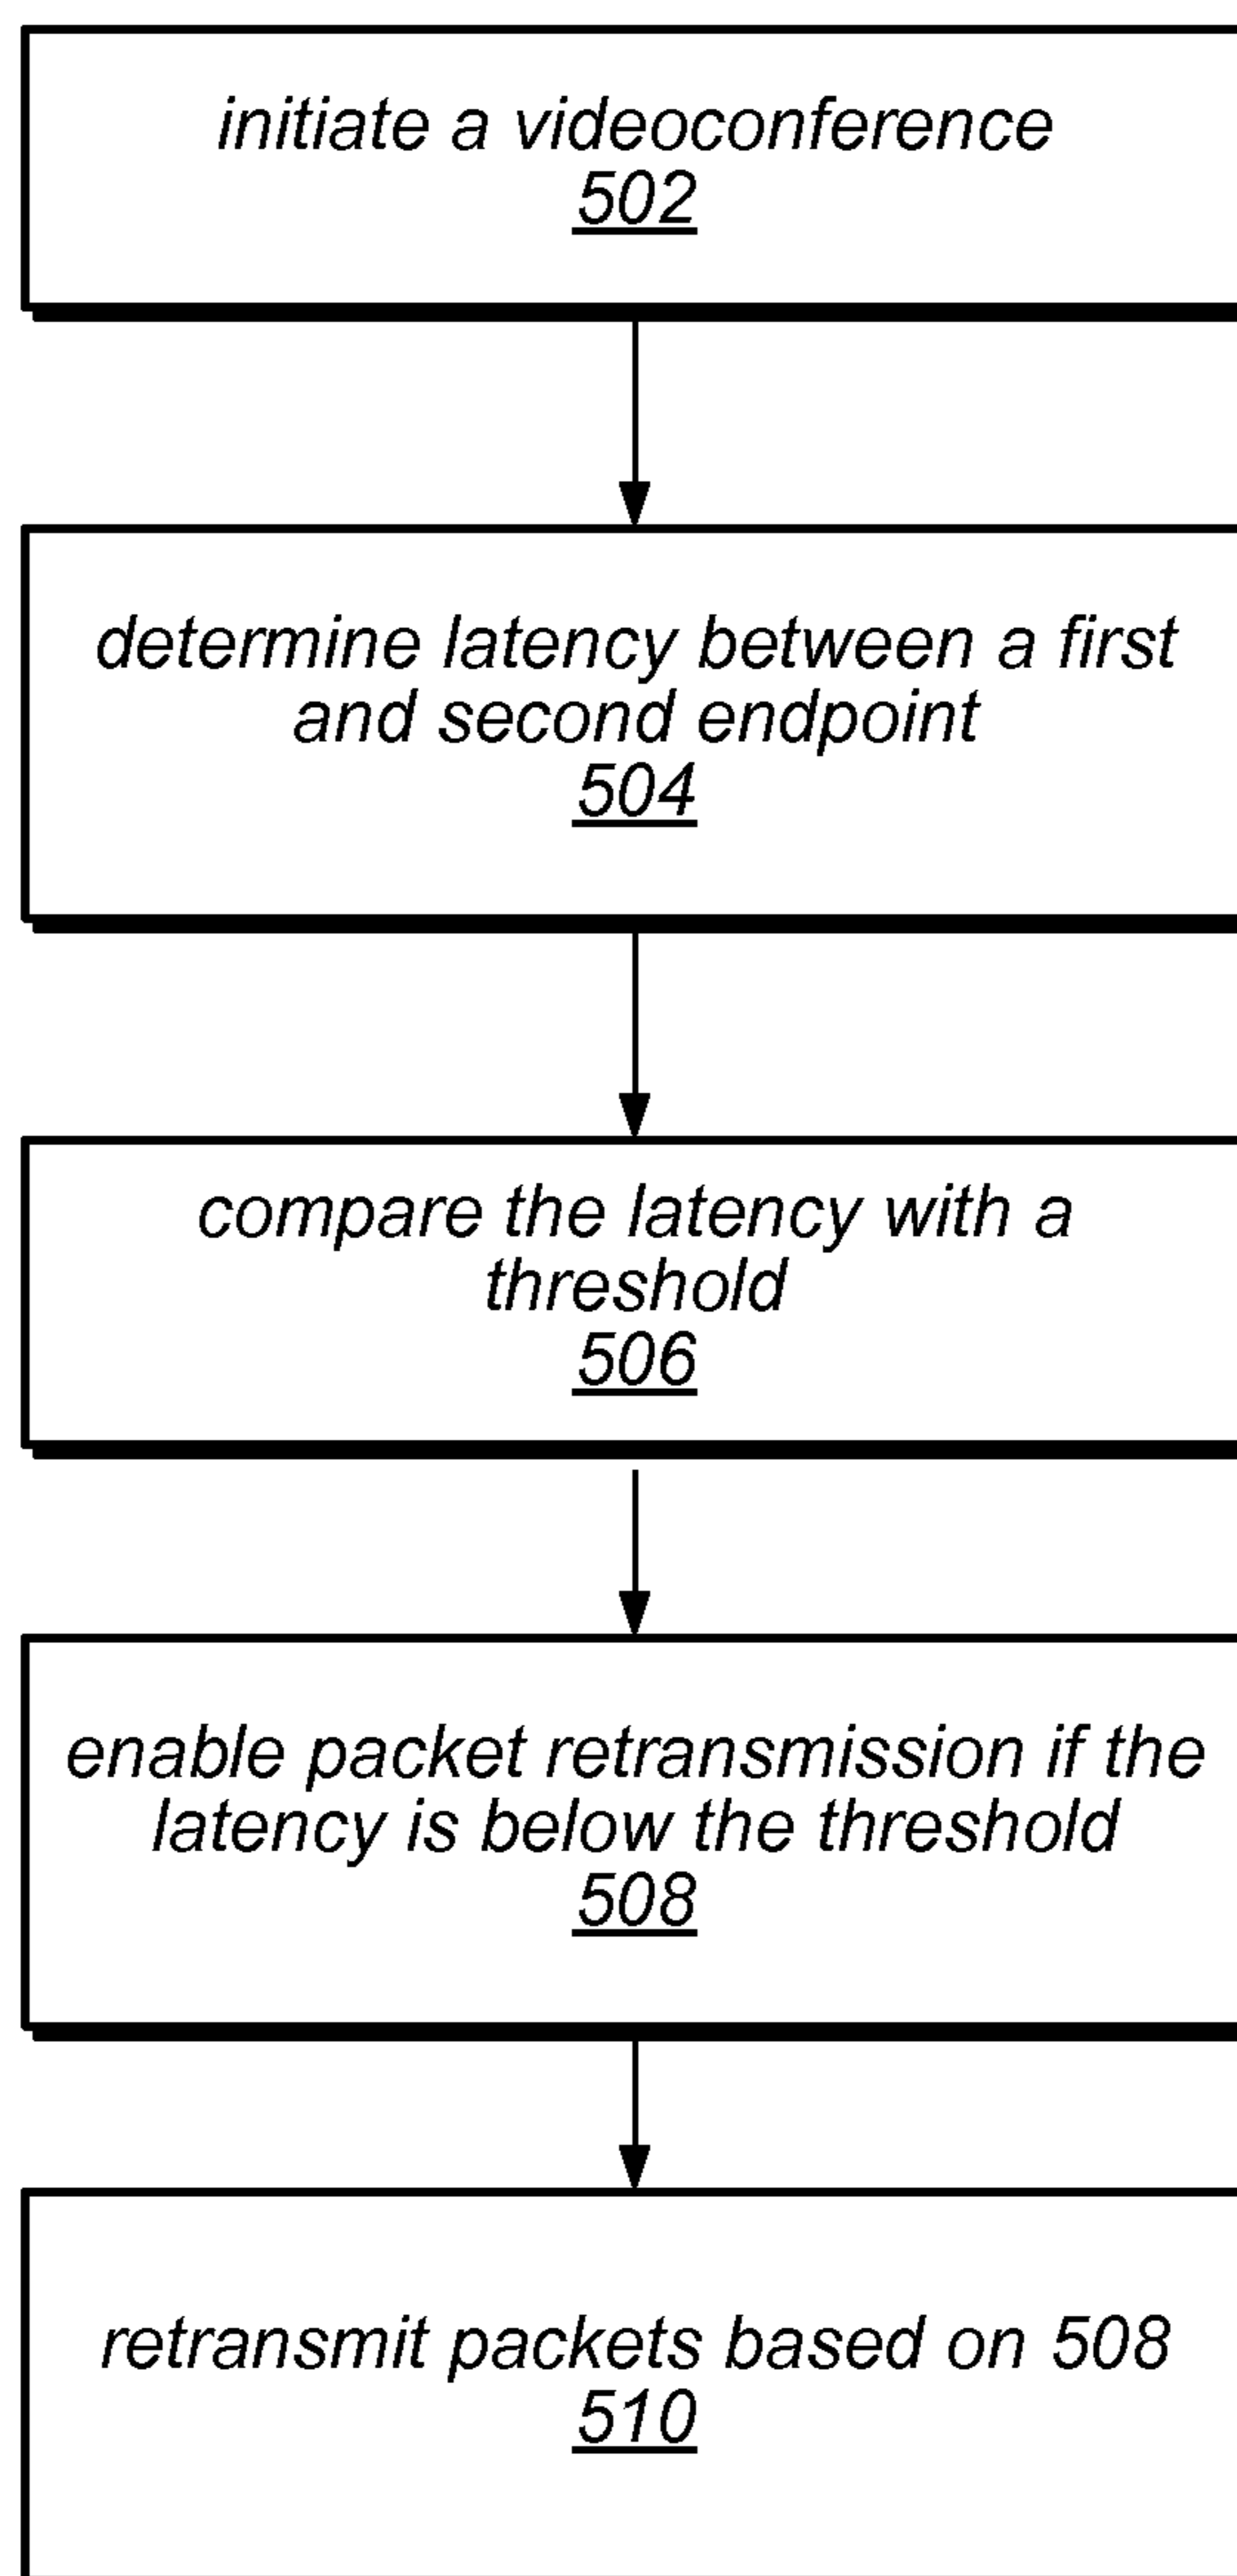 initiate a videoconference
502
determine latency between a first
and second endpoint
504
compare the latency with a
threshold
506
enable packet retransmission if the
latency is below the threshold
508
retransmit packets based on 508
510